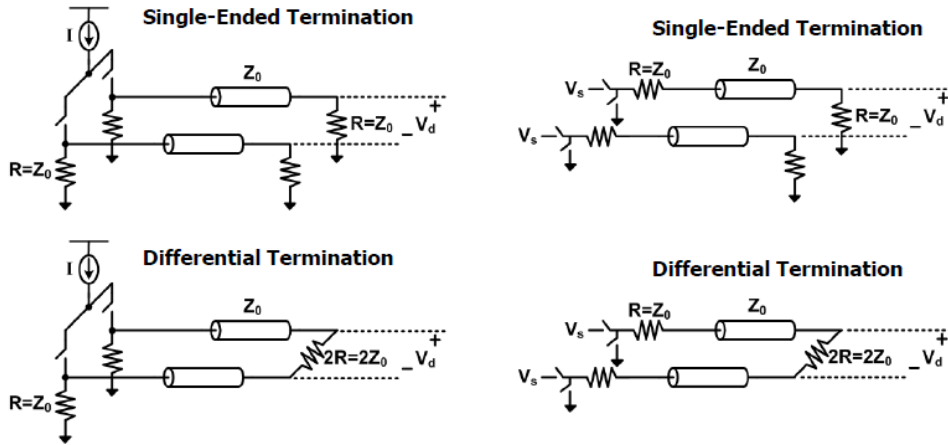 Single-Ended Termination
I
Z0
+
R=Z0
_ Vd
R=Z0
Single-Ended Termination
R=Z0
Z0
Vs
+
R=Z0
_ Vd
Vs
Differential Termination
I
Z0
+
2R=2Z0
_ Vd
R=Z0
Differential Termination
R=Z0
Z0
Vs
+
2R=2Z0
_ Vd
Vs